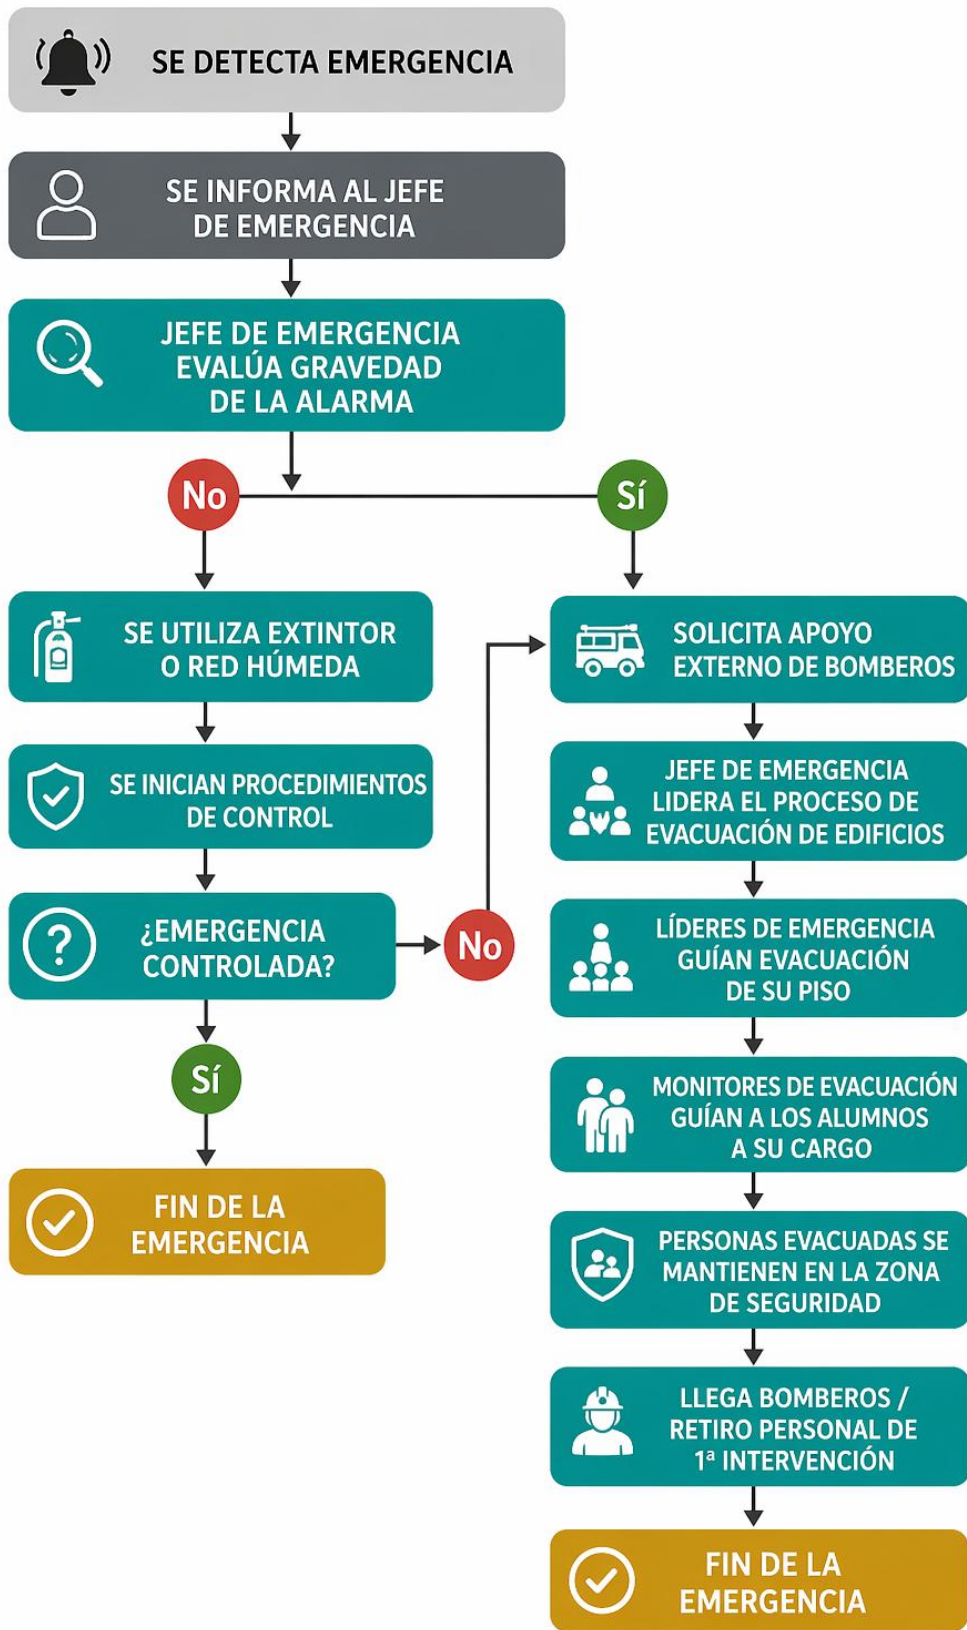 SE DETECTA EMERGENCIA
SE INFORMA AL JEFE
DE EMERGENCIA
JEFE DE EMERGENCIA
EVALÚA GRAVEDAD
DE LA ALARMA
No
Sí
SE UTILIZA EXTINTOR
O RED HÚMEDA
SE INICIAN PROCEDIMIENTOS
DE CONTROL
¿EMERGENCIA
CONTROLADA?
No
Sí
FIN DE LA
EMERGENCIA
SOLICITA APOYO
EXTERNO DE BOMBEROS
JEFE DE EMERGENCIA
LIDERA EL PROCESO DE
EVACUACIÓN DE EDIFICIOS
LÍDERES DE EMERGENCIA
GUÍAN EVACUACIÓN
DE SU PISO
MONITORES DE EVACUACIÓN
GUÍAN A LOS ALUMNOS
A SU CARGO
PERSONAS EVACUADAS SE
MANTIENEN EN LA ZONA
DE SEGURIDAD
LLEGA BOMBEROS /
RETIRO PERSONAL DE
1ª INTERVENCIÓN
FIN DE LA
EMERGENCIA